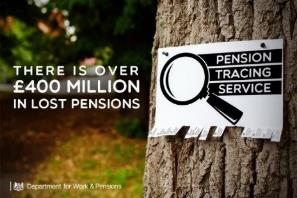 THERE IS OVER
£400 MILLION
IN LOST PENSIONS
PENSION
TRACING
SERVICE
Department for Work & Pensions